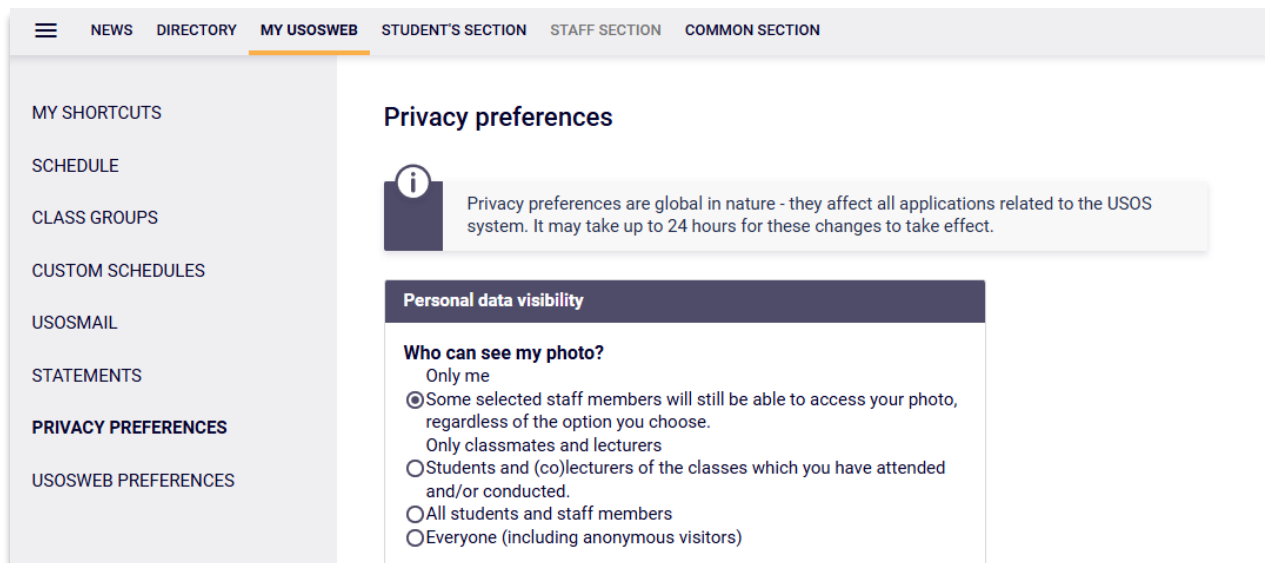 NEWS DIRECTORY MY USOSWEB STUDENT'S SECTION STAFF SECTION COMMON SECTION
MY SHORTCUTS
SCHEDULE
CLASS GROUPS
CUSTOM SCHEDULES
USOSMAIL
STATEMENTS
PRIVACY PREFERENCES
USOSWEB PREFERENCES
Privacy preferences
Privacy preferences are global in nature - they affect all applications related to the USOS
system. It may take up to 24 hours for these changes to take effect.
Personal data visibility
Who can see my photo?
Only me
Some selected staff members will still be able to access your photo,
regardless of the option you choose.
Only classmates and lecturers
Students and (co)lecturers of the classes which you have attended
and/or conducted.
All students and staff members
Everyone (including anonymous visitors)